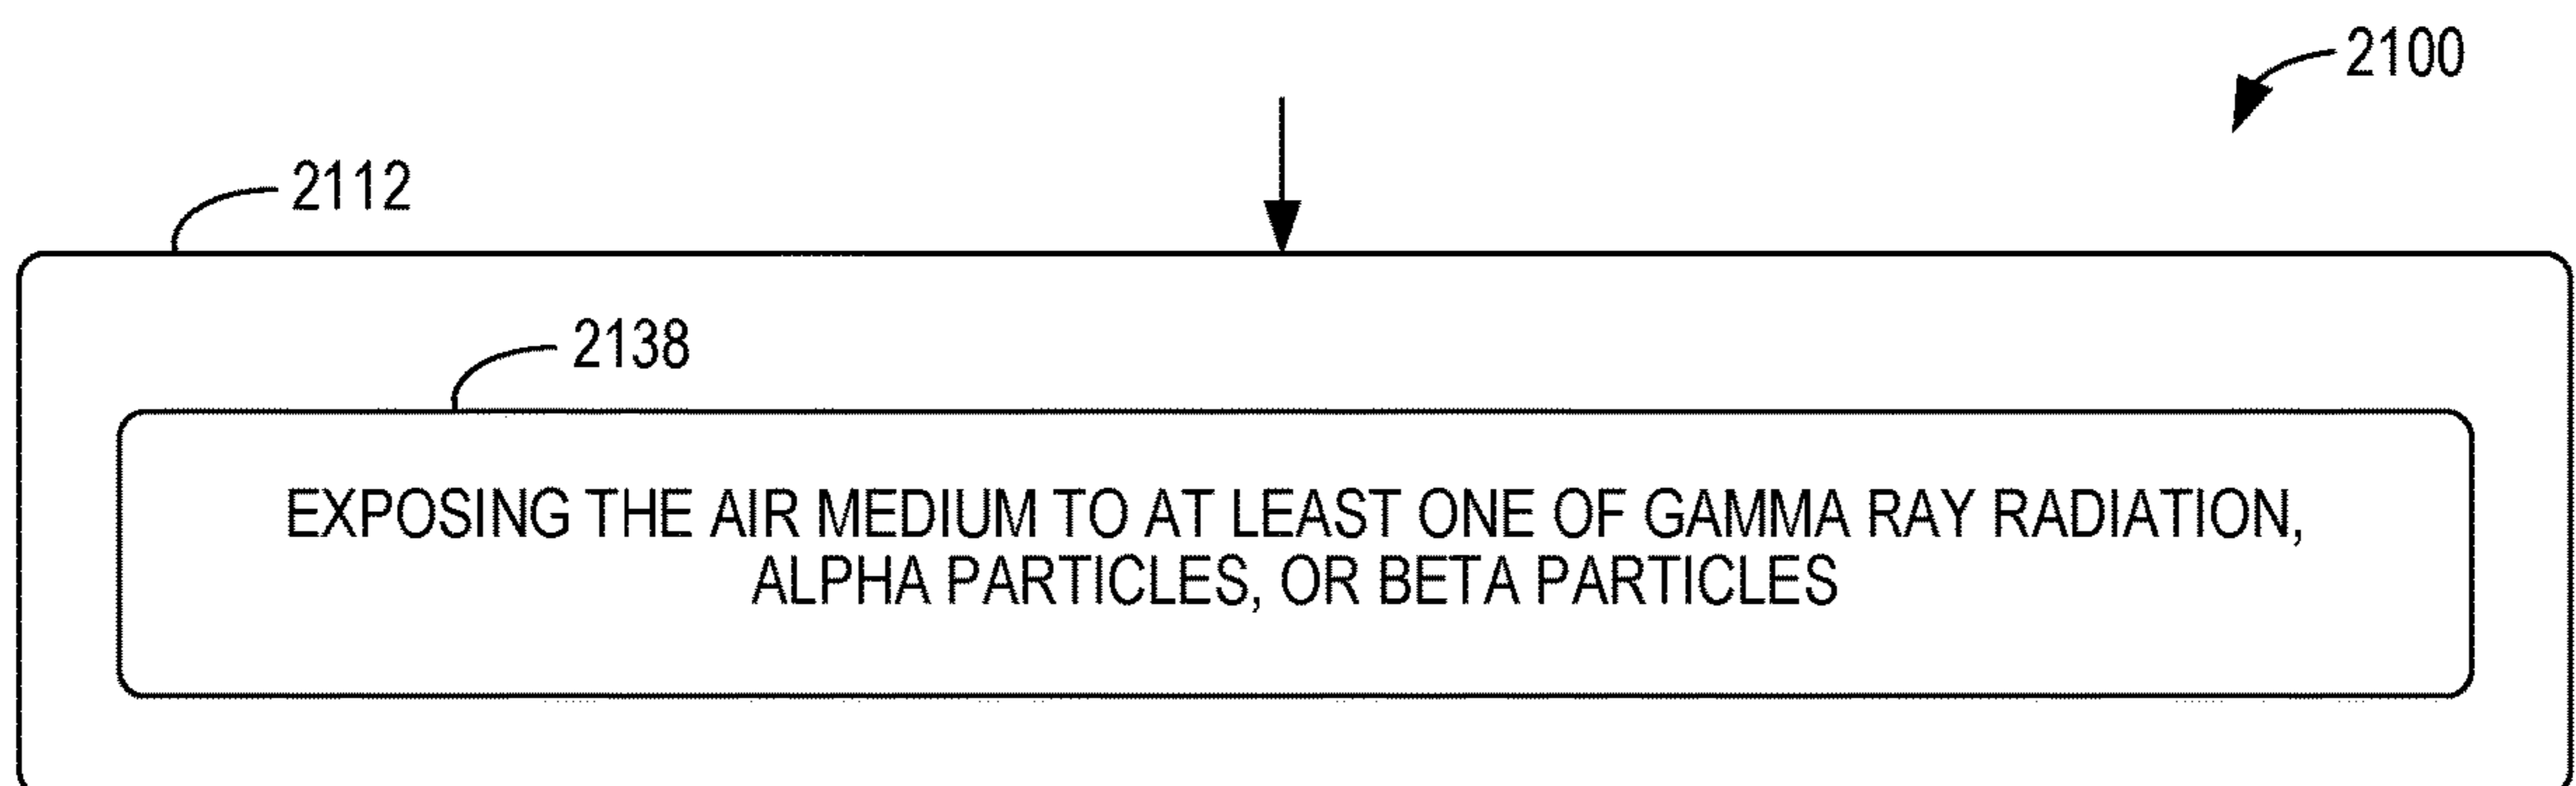 2100
2112
2138
EXPOSING THE AIR MEDIUM TO AT LEAST ONE OF GAMMA RAY RADIATION,
ALPHA PARTICLES, OR BETA PARTICLES